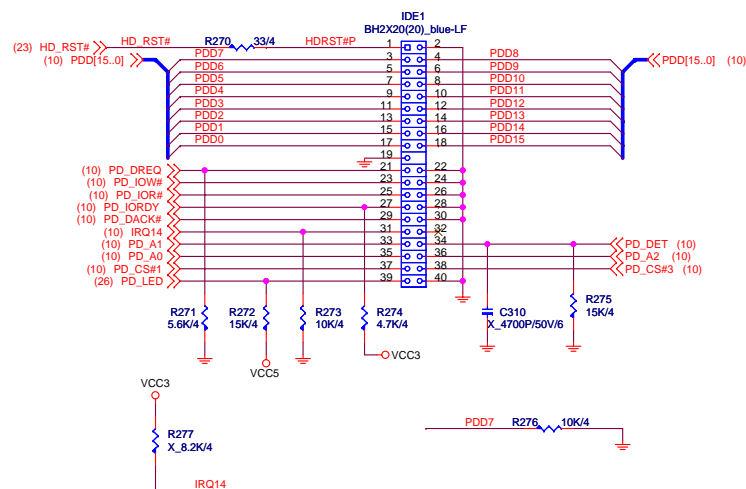 IDE1
BH2X20(20)_blue-LF
R270 33/4
(23) HD_RST# HD_RST# HDRST#P 1 2
(10) PDD[15..0] PDD7 3 4 PDD8 PDD[15..0] (10)
PDD6 5 6 PDD9
PDD5 7 8 PDD10
PDD4 9 10 PDD11
PDD3 11 12 PDD12
PDD2 13 14 PDD13
PDD1 15 16 PDD14
PDD0 17 18 PDD15
19
(10) PD_DREQ 21 22
(10) PD_IOW# 23 24
(10) PD_IOR# 25 26
(10) PD_IORDY 27 28
(10) PD_DACK# 29 30
(10) IRQ14 31 32
(10) PD_A1 33 34 PD_DET (10)
(10) PD_A0 35 36 PD_A2 (10)
(10) PD_CS#1 37 38 PD_CS#3 (10)
(26) PD_LED 39 40
R271
5.6K/4
R272
15K/4
R273
10K/4
R274
4.7K/4
C310
X_4700P/50V/6
R275
15K/4
VCC3
VCC5
VCC3
R277
X_8.2K/4
IRQ14
PDD7 R276 10K/4